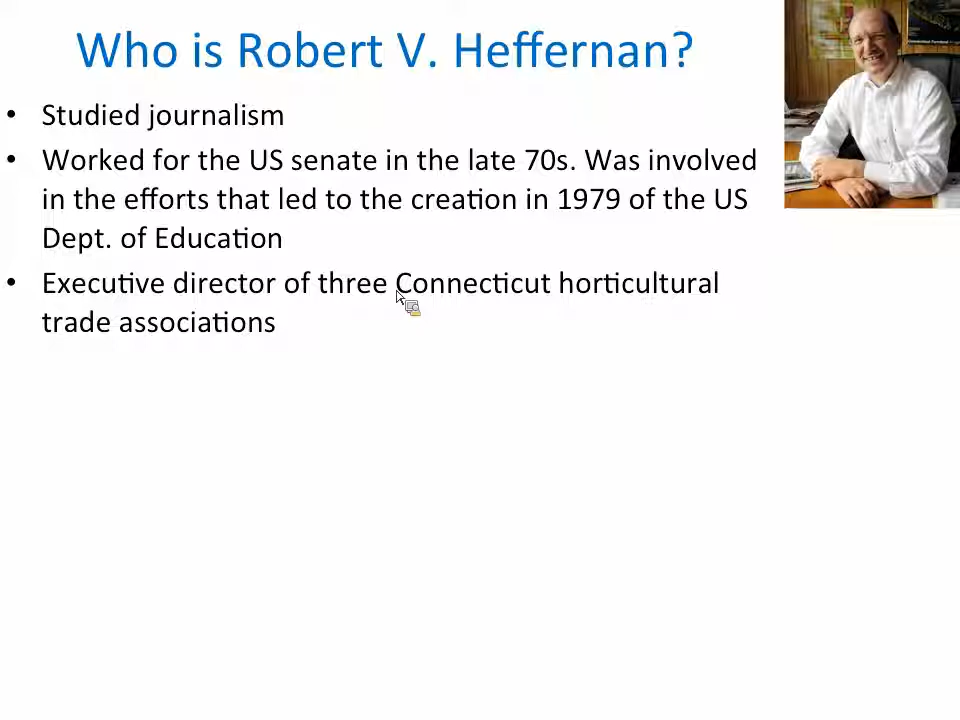 Who is Robert V. Heffernan?
• Studied journalism
• Worked for the US senate in the late 70s. Was involved
in the efforts that led to the creation in 1979 of the US
Dept. of Education
• Executive director of three Connecticut horticultural
trade associations